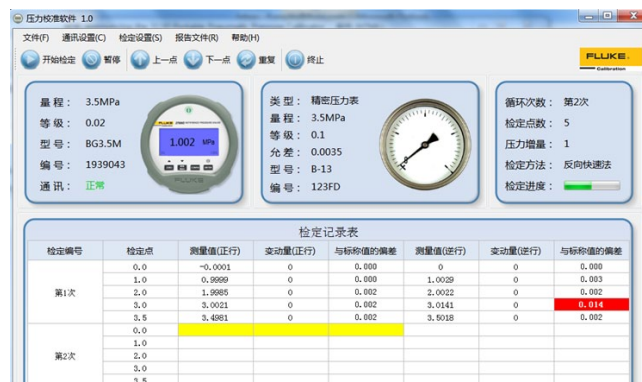 压力校准软件 1.0
文件(F) 通讯设置(C) 检定设置(S) 报告文件(R) 帮助(H)
开始检定 暂停 上一点 下一点 重复 终止
FLUKE
Calibration
量程： 3.5MPa
等级： 0.02
型号： BG3.5M
编号： 1939043
通讯： 正常
1.002 MPa
FLUKE
类型： 精密压力表
量程： 3.5MPa
等级： 0.1
允差： 0.0035
型号： B-13
编号： 123FD
循环次数： 第2次
检定点数： 5
压力增量： 1
检定方法： 反向快速法
检定进度：
检定记录表
检定编号 检定点 测量值(正行) 变动量(正行) 与标称值的偏差 测量值(逆行) 变动量(逆行) 与标称值的偏差
0.0 -0.0001 0 0.000 0 0 0.000
1.0 0.9999 0 0.000 1.0029 0 0.003
第1次 2.0 1.9985 0 0.002 2.0022 0 0.002
3.0 3.0021 0 0.002 3.0141 0 0.014
3.5 3.4981 0 0.002 3.5018 0 0.002
0.0
1.0
第2次 2.0
3.0
3.5